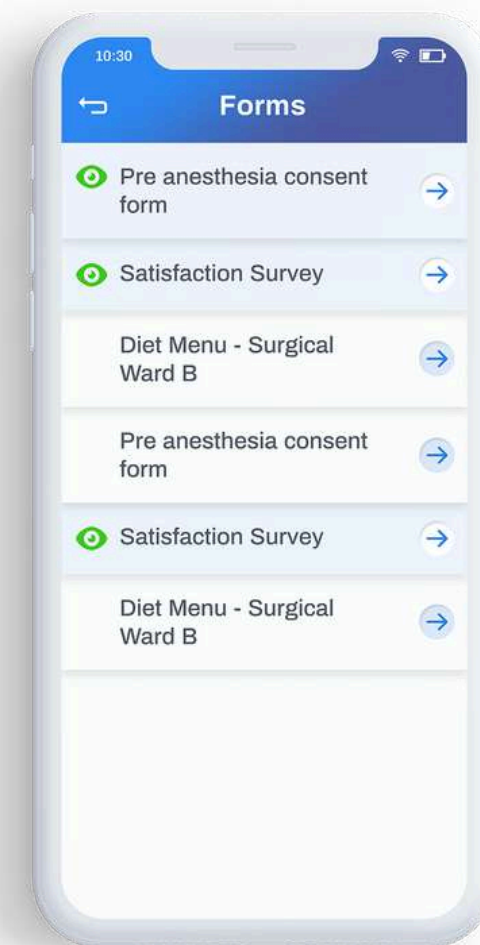 10:30
Forms
Pre anesthesia consent
form
Satisfaction Survey
Diet Menu - Surgical
Ward B
Pre anesthesia consent
form
Satisfaction Survey
Diet Menu - Surgical
Ward B